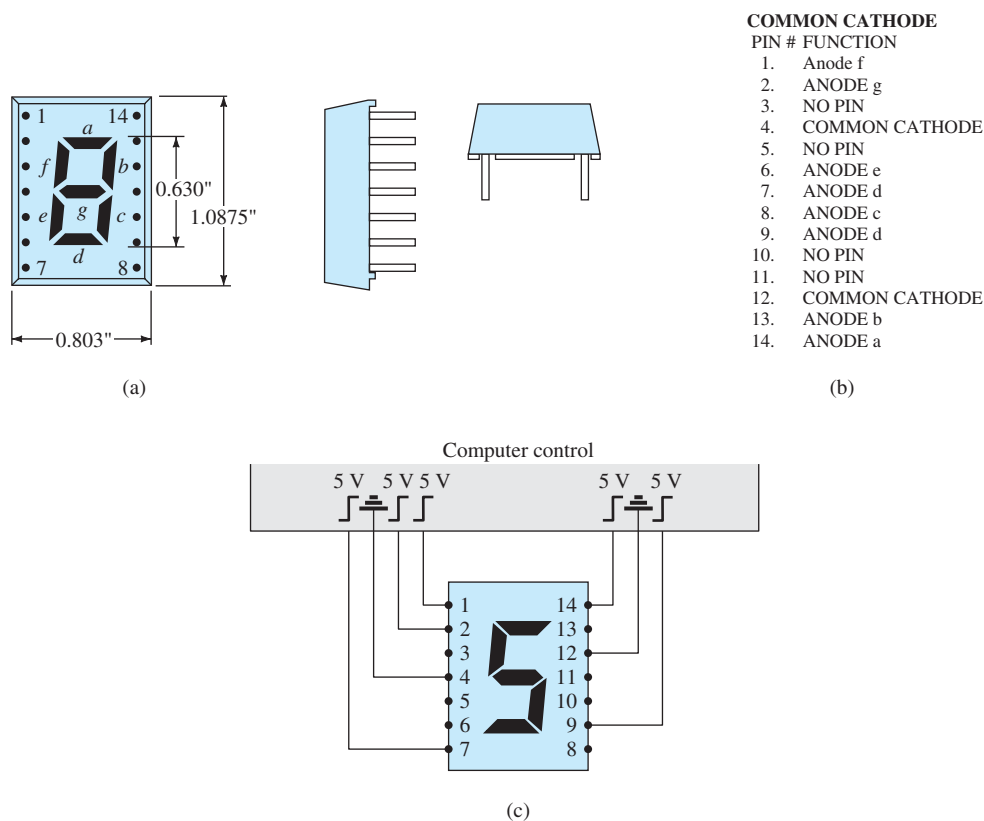 COMMON CATHODE
PIN # FUNCTION
1. Anode f
2. ANODE g
3. NO PIN
4. COMMON CATHODE
5. NO PIN
6. ANODE e
7. ANODE d
8. ANODE c
9. ANODE d
10. NO PIN
11. NO PIN
12. COMMON CATHODE
13. ANODE b
14. ANODE a
1 14
a
f b
0.630"
1.0875"
e g c
d
7 8
0.803"
(a)
(b)
Computer control
5 V 5 V 5 V 5 V 5 V
1 14
2 13
3 12
4 11
5 10
6 9
7 8
(c)